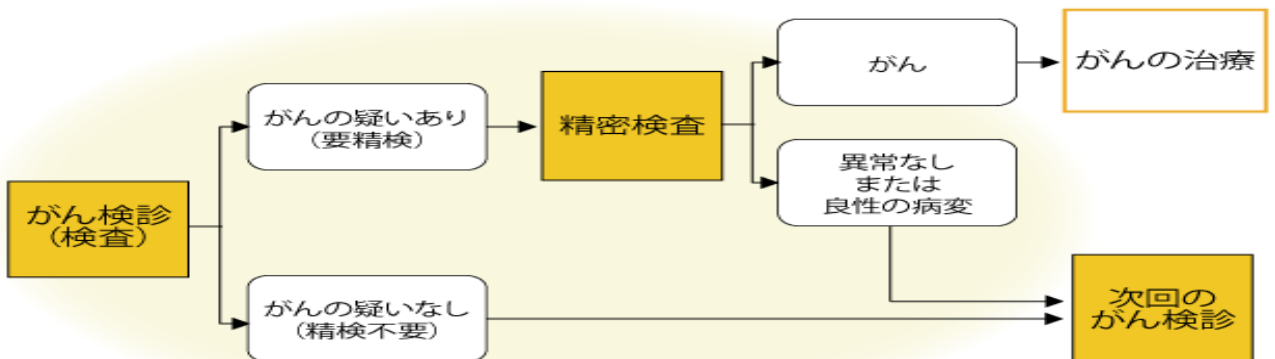 がん検診
(検査)
がんの疑いあり
(要精検)
精密検査
がん
がんの治療
異常なし
または
良性の病変
がんの疑いなし
(精検不要)
次回の
がん検診